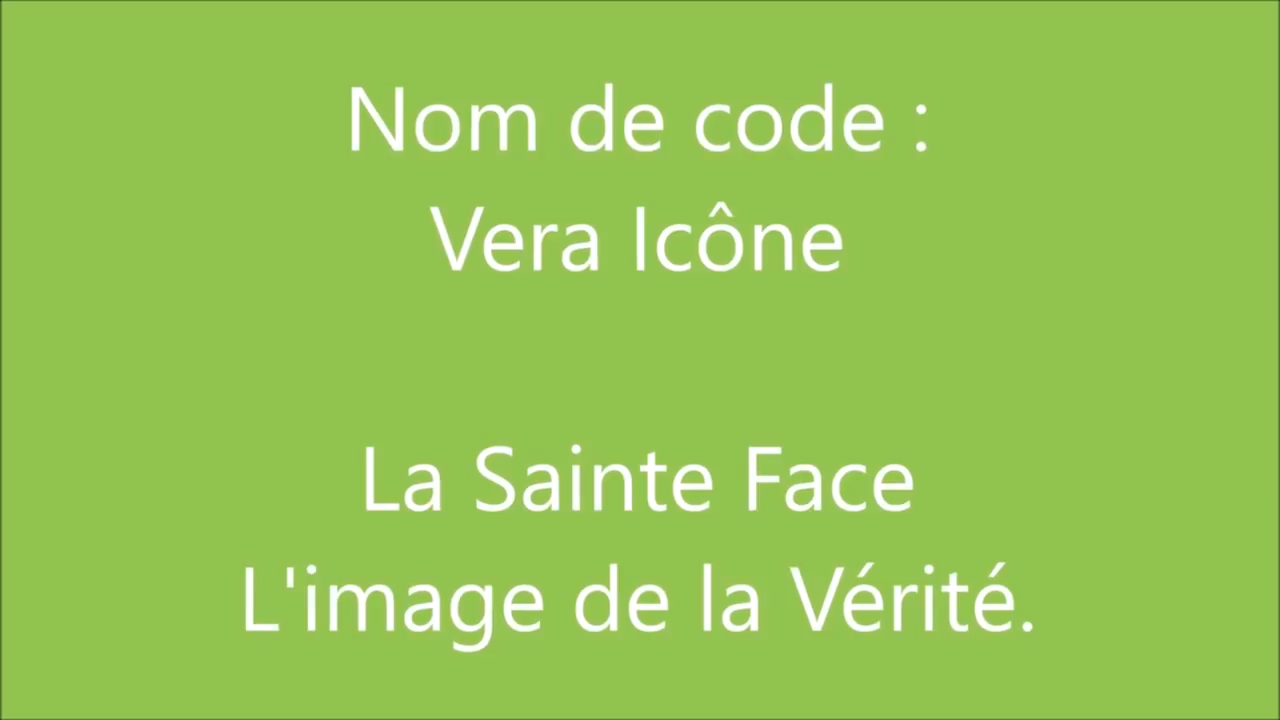 Nom de code :
Vera Icône
La Sainte Face
L'image de la Vérité.